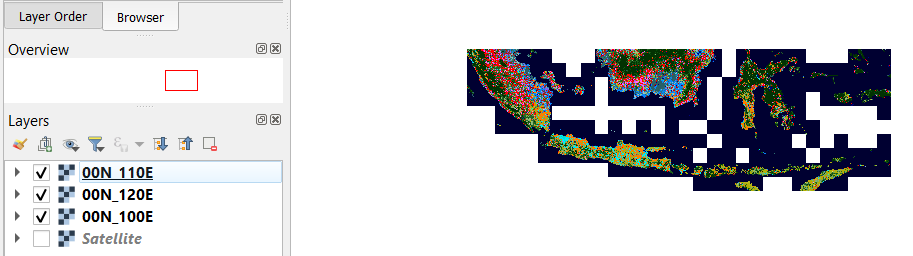 Layer Order Browser
Overview
Layers
00N_110E
00N_120E
00N_100E
Satellite